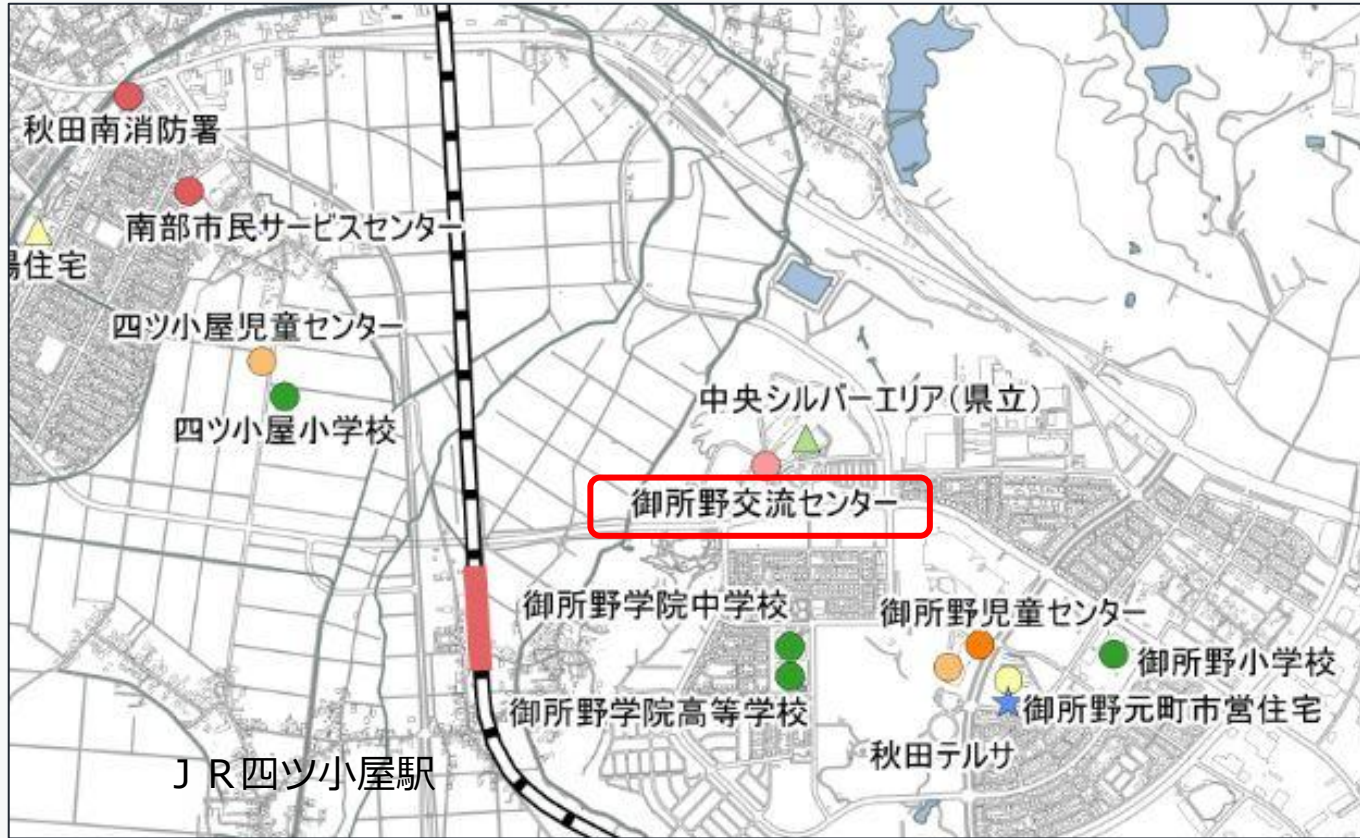 秋田南消防署
南部市民サービスセンター
易住宅
四ツ小屋児童センター
四ツ小屋小学校
中央シルバーエリア(県立)
御所野交流センター
御所野学院中学校
御所野児童センター
御所野小学校
御所野学院高等学校
御所野元町市営住宅
秋田テルサ
ＪＲ四ツ小屋駅